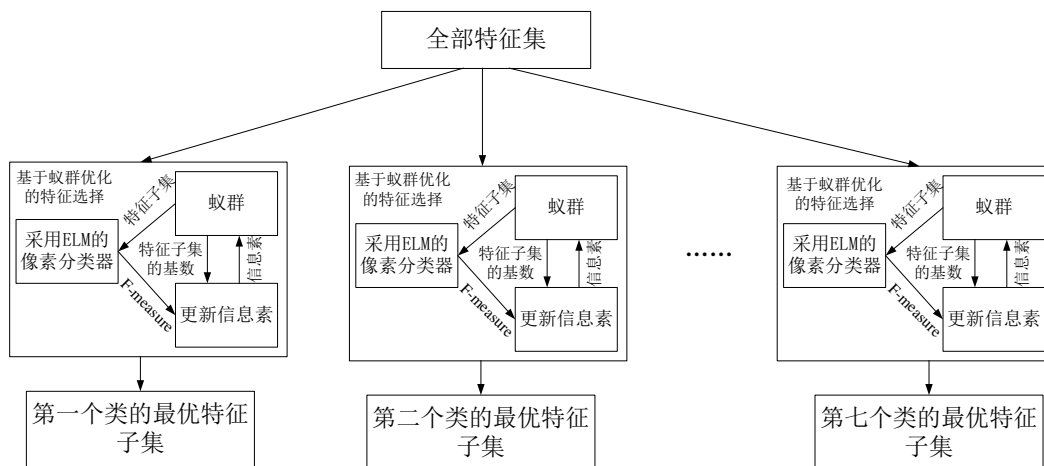 全部特征集
基于蚁群优化
的特征选择
特征子集
蚁群
采用ELM的
像素分类器
特征子集
的基数
信息素
F-measure
更新信息素
第一个类的最优特征
子集
基于蚁群优化
的特征选择
特征子集
蚁群
采用ELM的
像素分类器
特征子集
的基数
信息素
F-measure
更新信息素
第二个类的最优特征
子集
……
基于蚁群优化
的特征选择
特征子集
蚁群
采用ELM的
像素分类器
特征子集
的基数
信息素
F-measure
更新信息素
第七个类的最优特征
子集